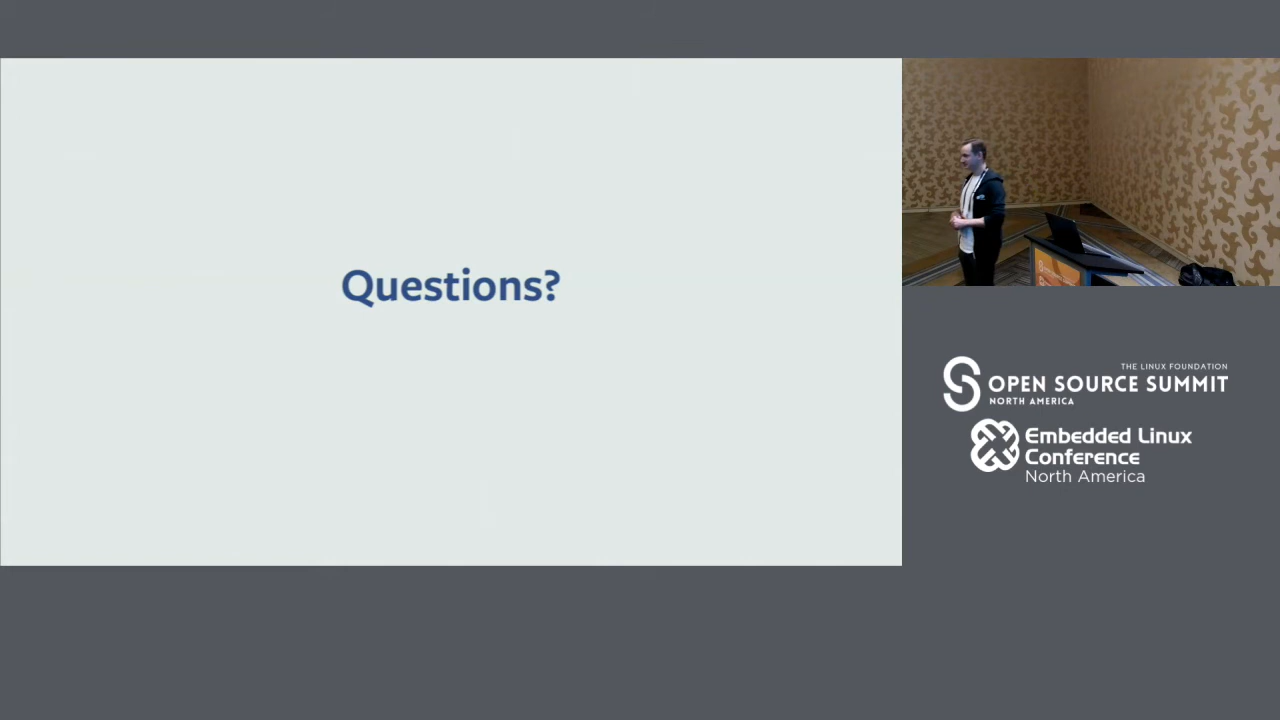 Questions?
THE LINUX FOUNDATION
OPEN SOURCE SUMMIT
NORTH AMERICA
Embedded Linux
Conference
North America